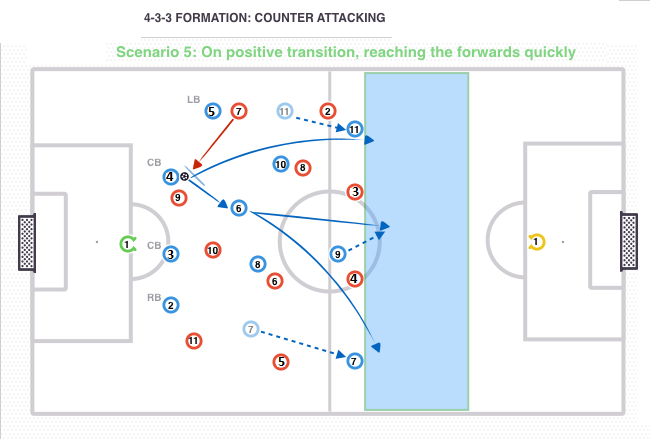 4-3-3 FORMATION: COUNTER ATTACKING
Scenario 5: On positive transition, reaching the forwards quickly
LB 5 7 11 2
11
CB 4 10 8
9 6 3
1 CB 3 10 8 9 1
6 4
RB 2
11 7
5 7